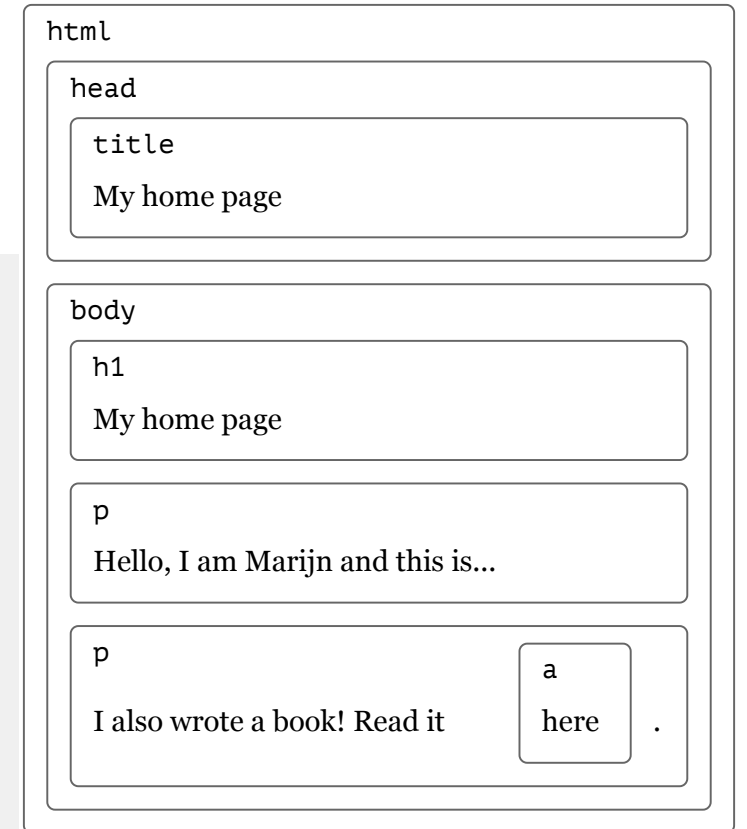 html
head
title
My home page
body
h1
My home page
p
Hello, I am Marijn and this is...
p
I also wrote a book! Read it
a
here
.